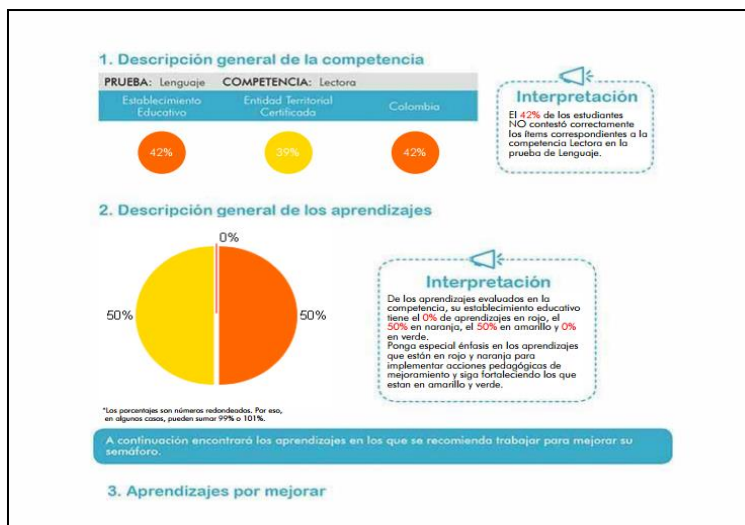 1. Descripción general de la competencia
PRUEBA: Lenguaje COMPETENCIA: Lectora
Establecimiento Educativo
Entidad Territorial Certificada
Colombia
42%
39%
42%
Interpretación
El 42% de los estudiantes
NO contestó correctamente
los ítems correspondientes a la
competencia Lectora en la
prueba de Lenguaje.
2. Descripción general de los aprendizajes
0%
50%
50%
Interpretación
De los aprendizajes evaluados en la
competencia, su establecimiento educativo
tiene el 0% de aprendizajes en rojo, el
50% en naranja, el 50% en amarillo y 0%
en verde.
Ponga especial énfasis en los aprendizajes
que están en rojo y naranja para
implementar acciones pedagógicas de
mejoramiento y siga fortaleciendo los que
estan en amarillo y verde.
*Los porcentajes son números redondeados. Por eso,
en algunos casos, pueden sumar 99% o 101%.
A continuación encontrará los aprendizajes en los que se recomienda trabajar para mejorar su
semáforo.
3. Aprendizajes por mejorar